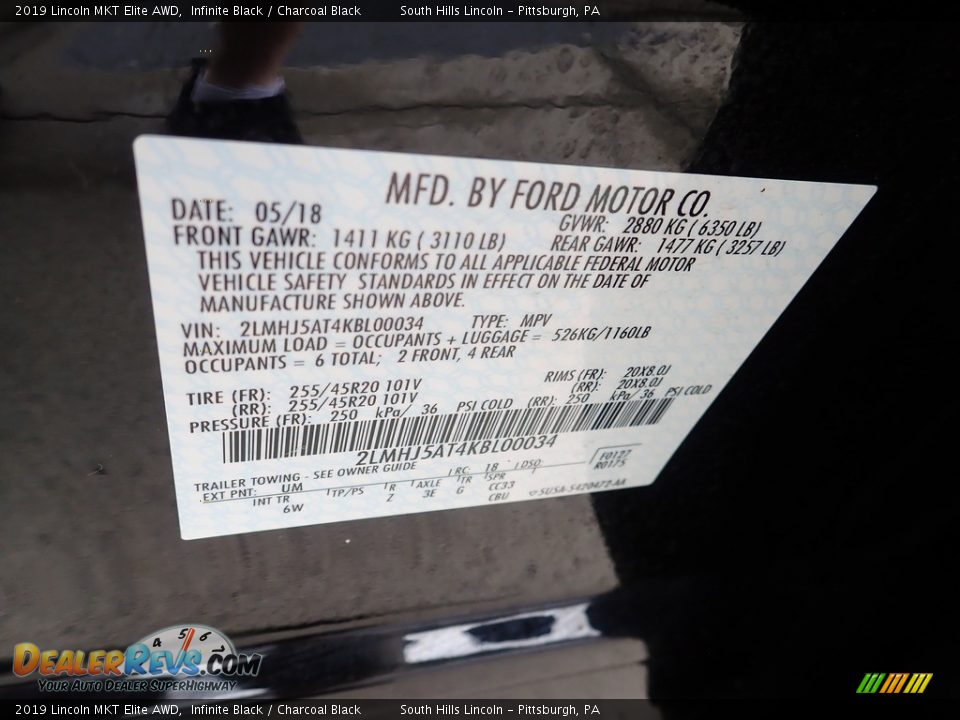 2019 Lincoln MKT Elite AWD, Infinite Black / Charcoal Black South Hills Lincoln - Pittsburgh, PA
MFD. BY FORD MOTOR CO.
DATE: 05/18 GVWR: 2880 KG ( 6350 LB)
FRONT GAWR: 1411 KG ( 3110 LB) REAR GAWR: 1477 KG ( 3257 LB)
THIS VEHICLE CONFORMS TO ALL APPLICABLE FEDERAL MOTOR
VEHICLE SAFETY STANDARDS IN EFFECT ON THE DATE OF
MANUFACTURE SHOWN ABOVE.
VIN: 2LMHJ5AT4KBL00034 TYPE: MPV
MAXIMUM LOAD = OCCUPANTS + LUGGAGE = 526KG/1160LB
OCCUPANTS = 6 TOTAL; 2 FRONT, 4 REAR
TIRE (FR): 255/45R20 101V RIMS (FR): 20X8.0J
(RR): 255/45R20 101V (RR): 20X8.0J
PRESSURE (FR): 250 kPa/ 36 PSI COLD (RR): 250 kPa/ 36 PSI COLD
2LMHJ5AT4KBL00034
TRAILER TOWING - SEE OWNER GUIDE RC: 18 DSO: F0127
EXT PNT: UM R0175
INT TR TP/PS R AXLE TR SPR
6W Z 3E G CC33
CBU
4 5 6
DEALERREVS.COM
YOUR AUTO DEALER SUPERHIGHWAY
2019 Lincoln MKT Elite AWD, Infinite Black / Charcoal Black South Hills Lincoln - Pittsburgh, PA